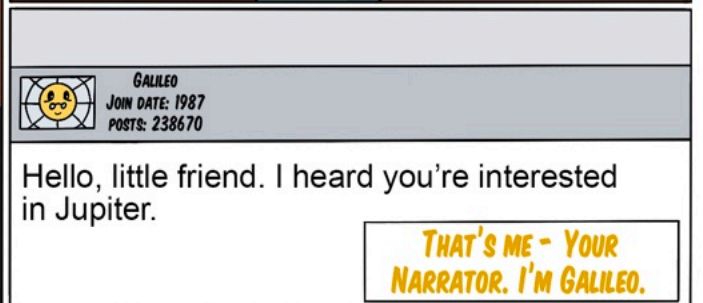 GALILEO
JOIN DATE: 1987
POSTS: 238670
Hello, little friend. I heard you’re interested
in Jupiter.
THAT'S ME - YOUR
NARRATOR. I'M GALILEO.